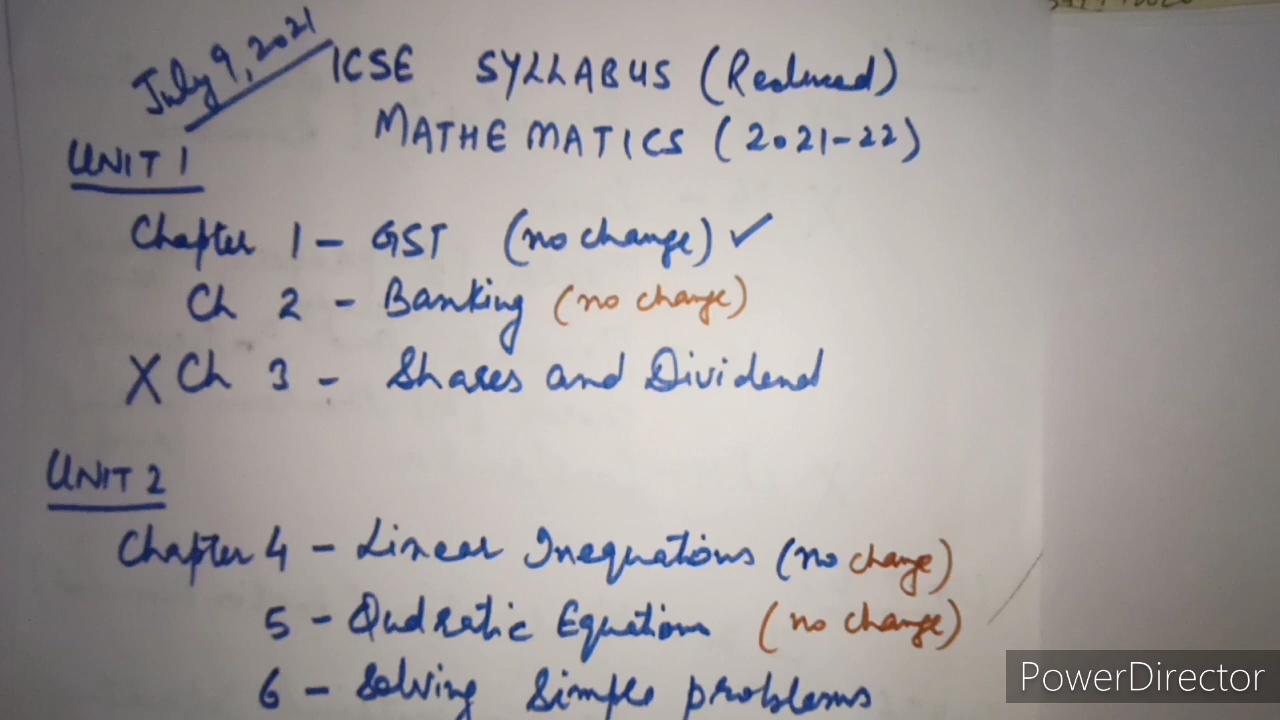 July 9, 2021
ICSE SYLLABUS (Reduced)
MATHEMATICS (2021-22)
UNIT 1
Chapter 1 - GST (no change) ✓
Ch 2 - Banking (no change)
X Ch 3 - Shares and Dividend
UNIT 2
Chapter 4 - Linear Inequations (no change)
5 - Qudratic Equations (no change)
6 - Solving Simple problems
PowerDirector